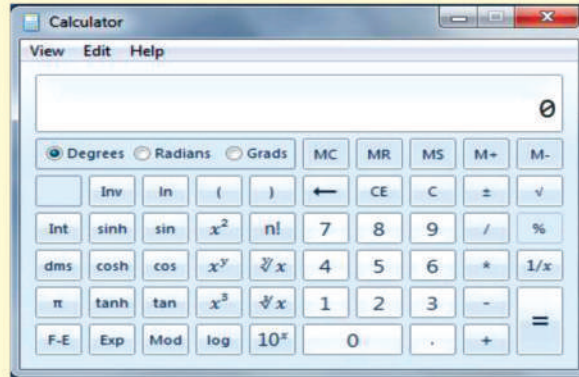 Calculator
View Edit Help
0
Degrees Radians Grads MC MR MS M+ M-
Inv ln ( ) ← CE C ± √
Int sinh sin x² n! 7 8 9 / %
dms cosh cos xʸ ʸ√x 4 5 6 * 1/x
π tanh tan x³ ³√x 1 2 3 - =
F-E Exp Mod log 10ˣ 0 . +